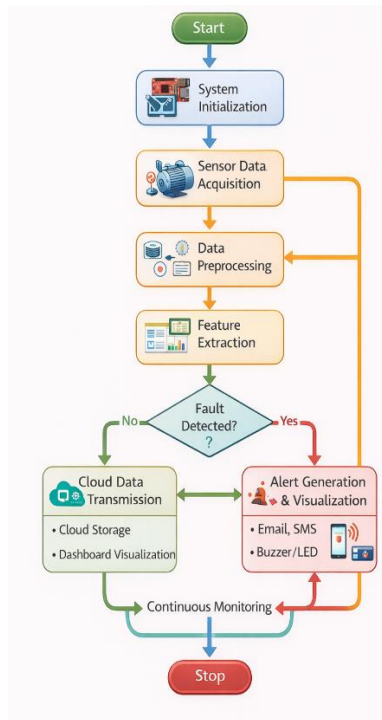 Start
System
Initialization
Sensor Data
Acquisition
Data
Preprocessing
Feature
Extraction
Fault
Detected?
?
No
Yes
Cloud Data
Transmission
• Cloud Storage
• Dashboard Visualization
Alert Generation
& Visualization
• Email, SMS
• Buzzer/LED
Continuous Monitoring
Stop